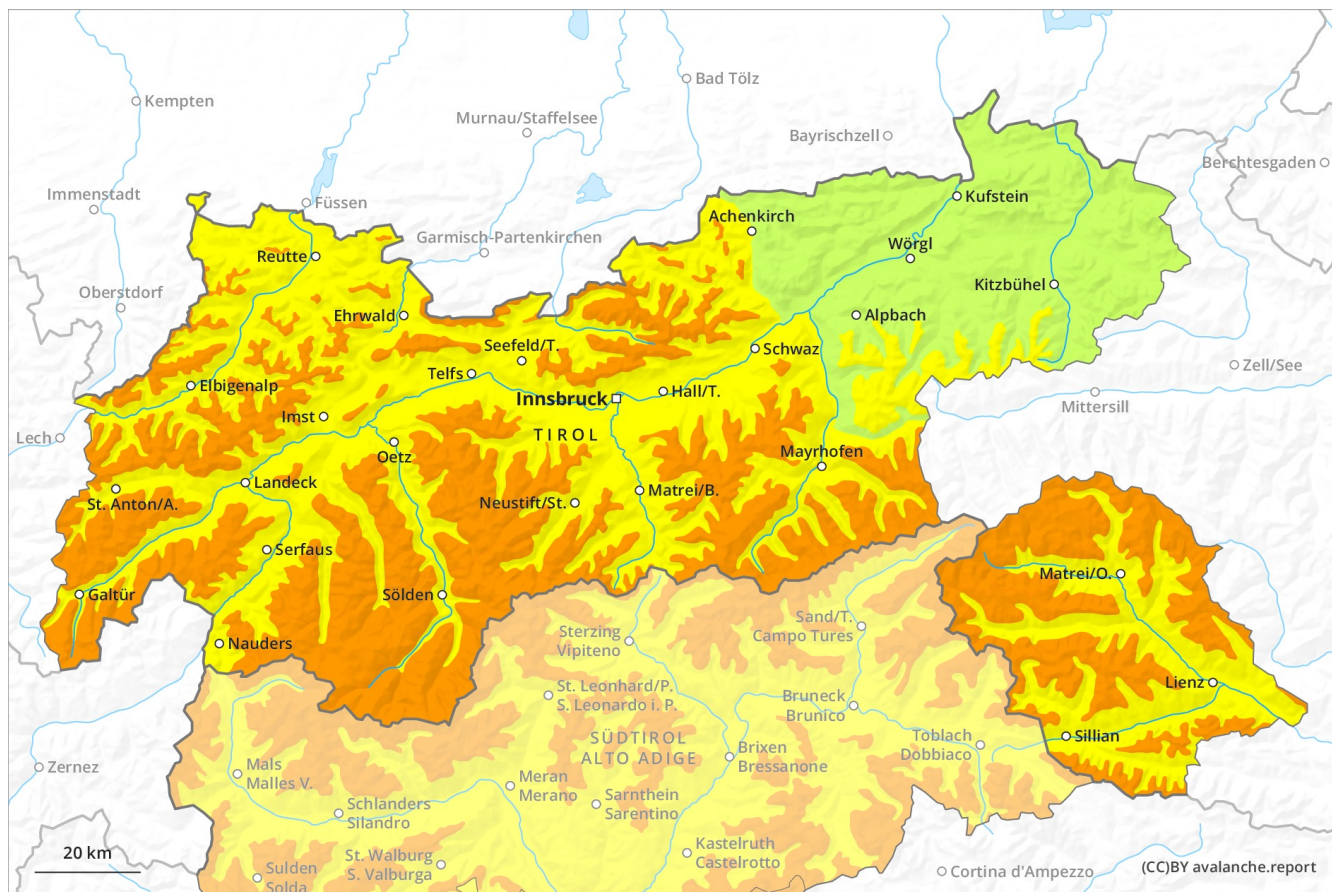 Bad Tölz
Kempten
Murnau/Staffelsee
Bayrischzell
Berchtesgaden
Immenstadt
Füssen
Kufstein
Achenkirch
Garmisch-Partenkirchen
Wörgl
Reutte
Kitzbühel
Oberstdorf
Ehrwald
Alpbach
Seefeld/T.
Schwaz
Zell/See
Telfs
Elbigenalp
Hall/T.
Innsbruck
Mittersill
Imst
Lech
TIROL
Oetz
Mayrhofen
Landeck
Matrei/B.
St. Anton/A.
Neustift/St.
Serfaus
Matrei/O.
Galtür
Sölden
Sand/T.
Campo Tures
Sterzing
Vipiteno
Nauders
Lienz
St. Leonhard/P.
S. Leonardo i. P.
Bruneck
Brunico
Sillian
Toblach
Dobbiaco
SÜDTIROL
ALTO ADIGE
Brixen
Bressanone
Zernez
Mals
Malles V.
Meran
Merano
Sarnthein
Sarentino
Schlanders
Silandro
Kastelruth
Castelrotto
20 km
St. Walburg
S. Valburga
Sulden
Solda
Cortina d'Ampezzo
(CC)BY avalanche.report